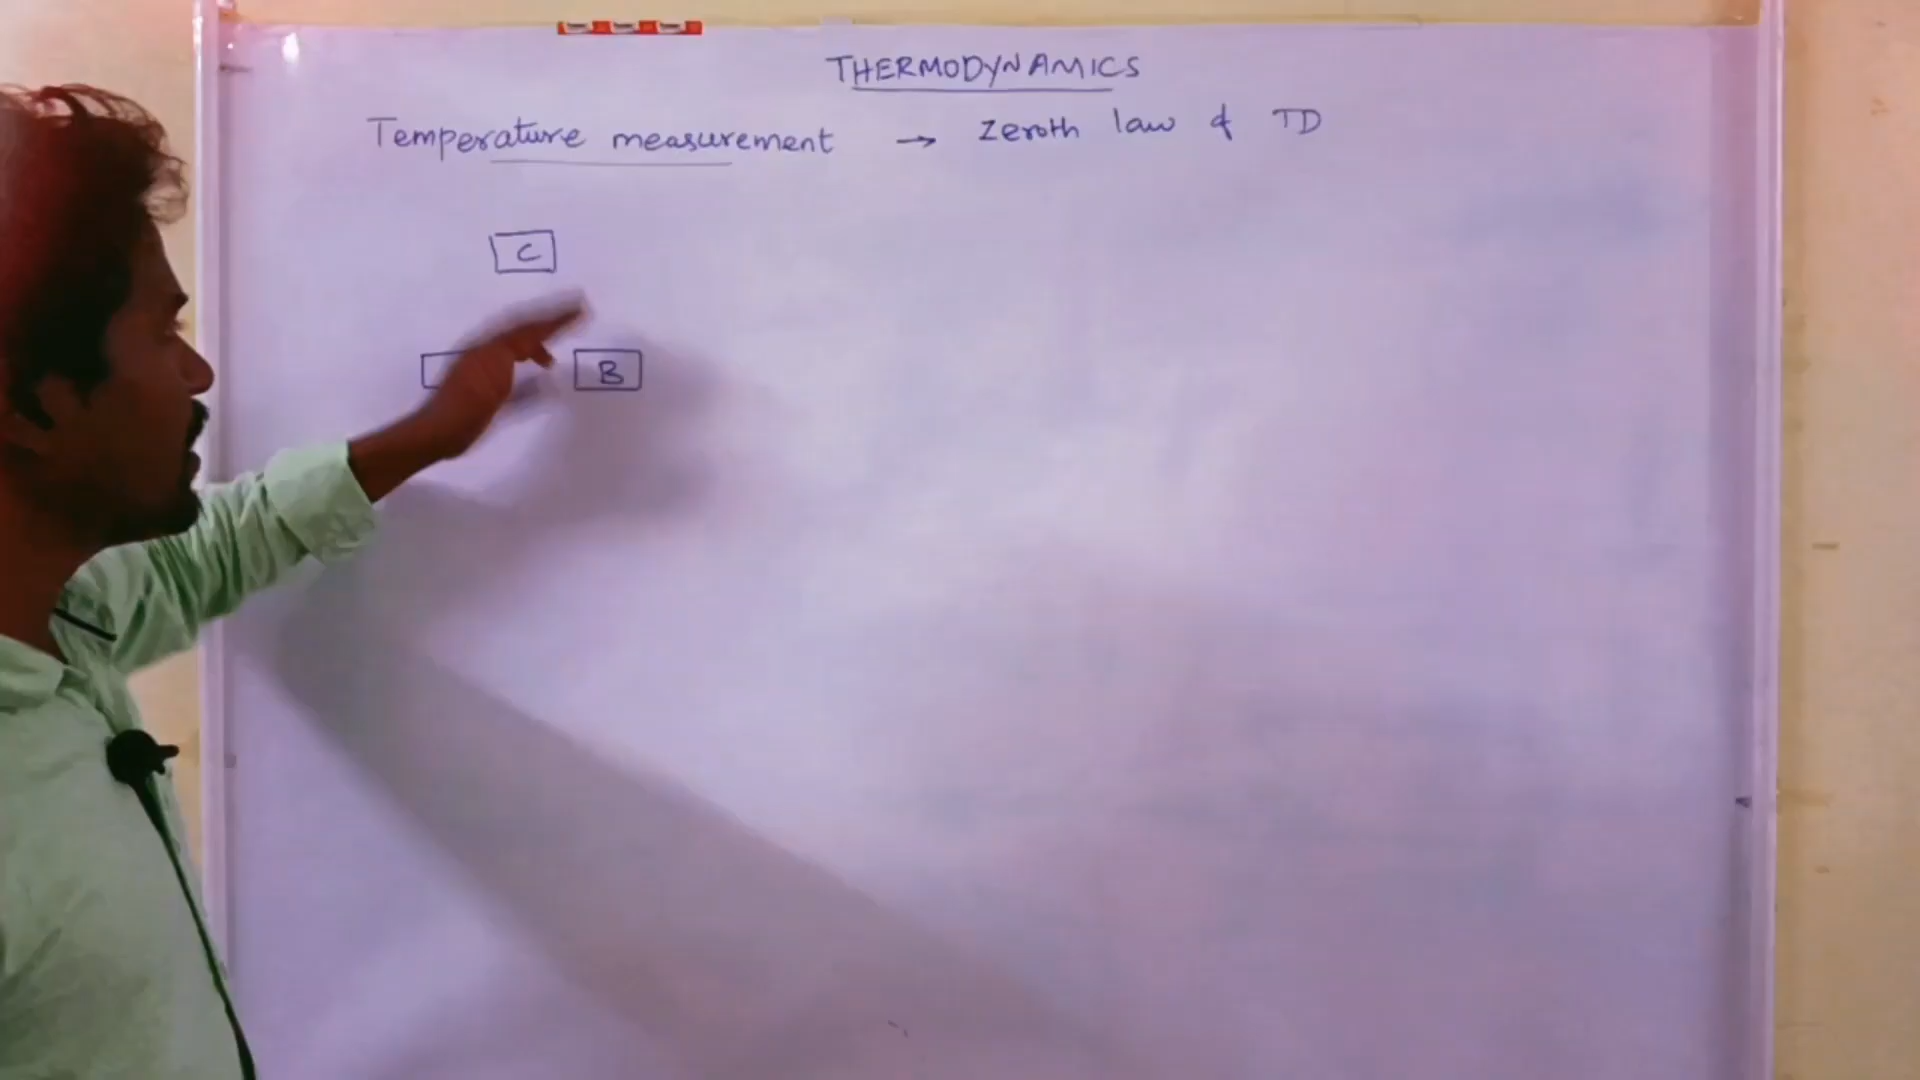 THERMODYNAMICS
Temperature measurement → Zeroth law of TD
C
B